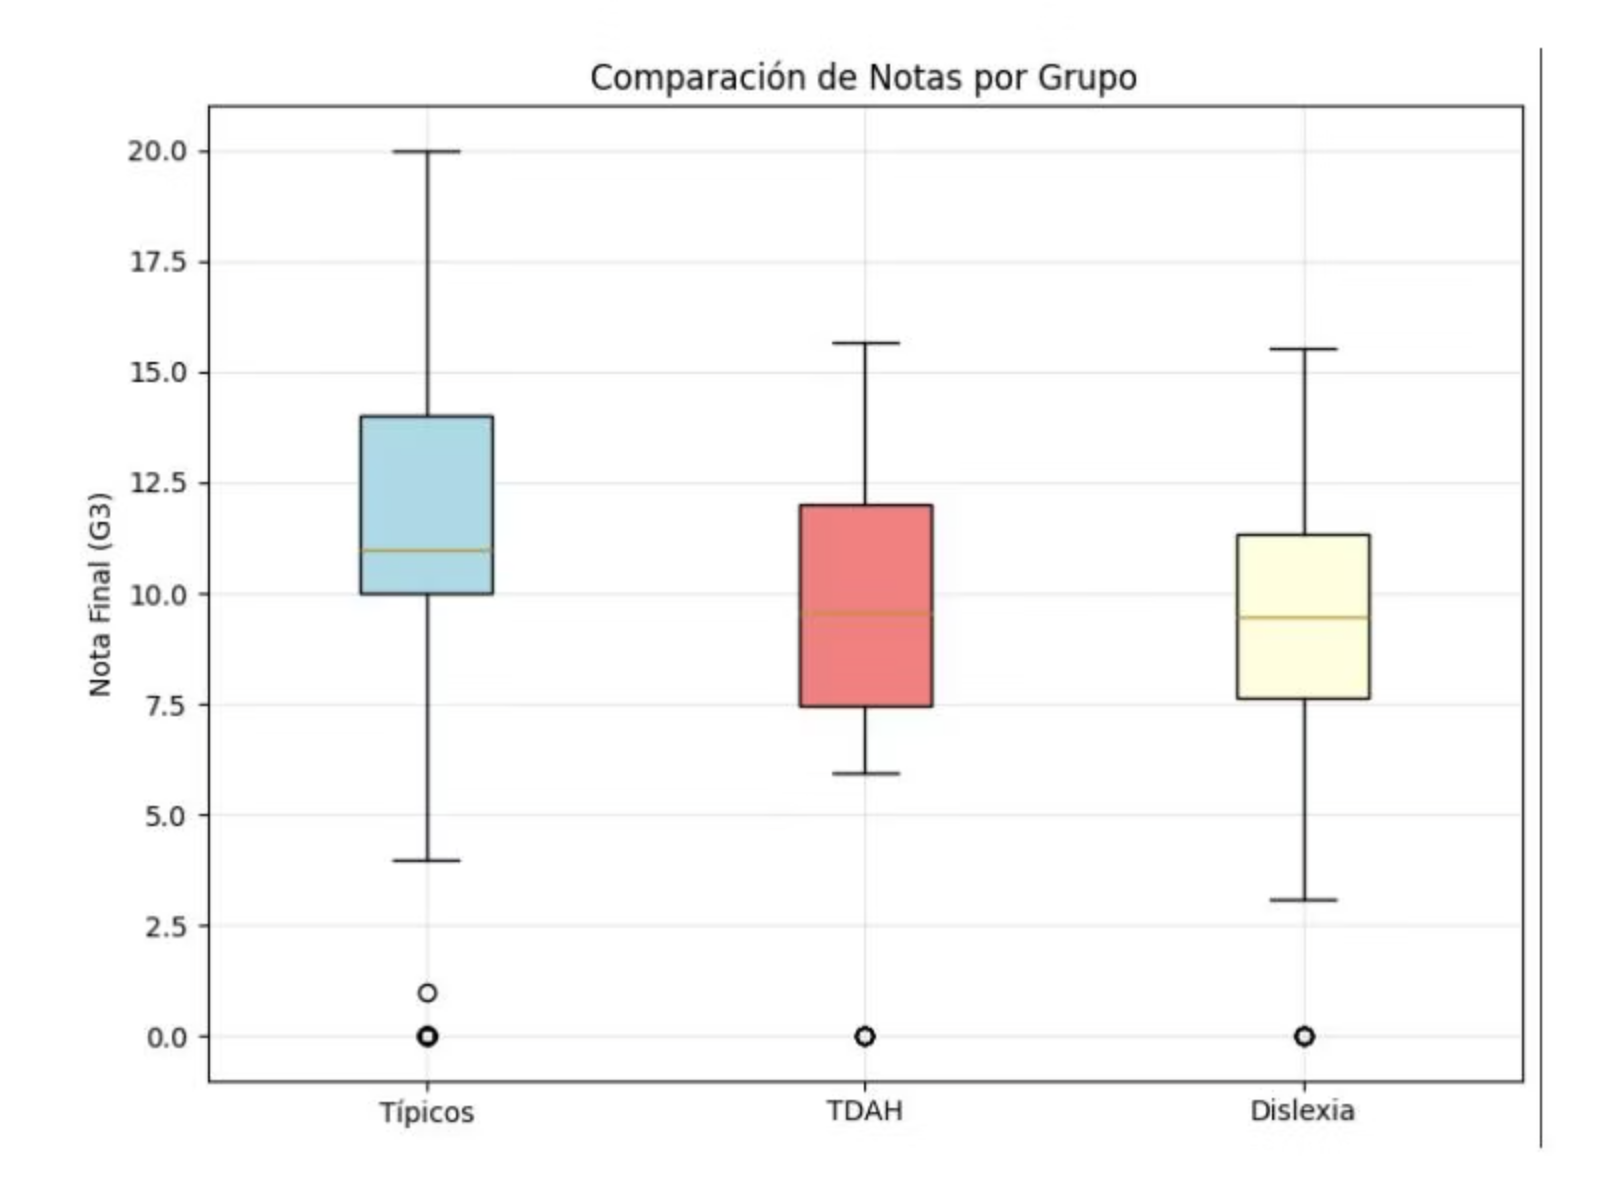 Comparación de Notas por Grupo
Nota Final (G3)
20.0
17.5
15.0
12.5
10.0
7.5
5.0
2.5
0.0
Típicos
TDAH
Dislexia